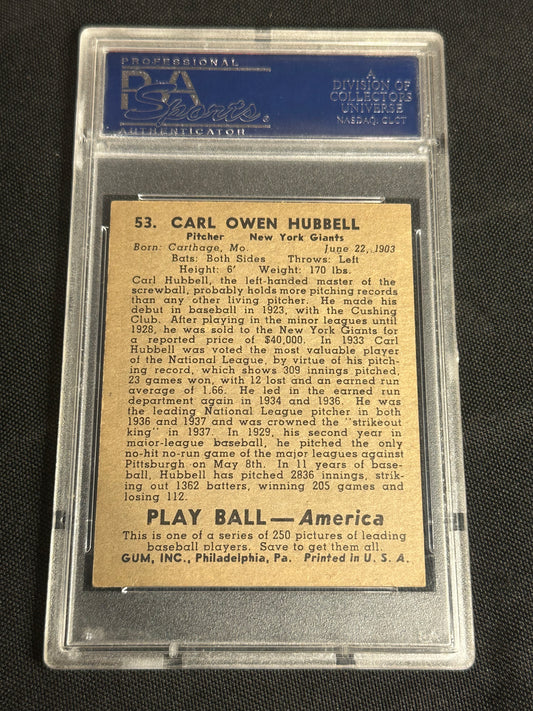 PROFESSIONAL
PSA
Sports
AUTHENTICATOR
A
DIVISION OF
COLLECTORS
UNIVERSE
NASDAQ: CLCT
53. CARL OWEN HUBBELL
Pitcher New York Giants
Born: Carthage, Mo. June 22, 1903
Bats: Both Sides Throws: Left
Height: 6' Weight: 170 lbs.
Carl Hubbell, the left-handed master of the
screwball, probably holds more pitching records
than any other living pitcher. He made his
debut in baseball in 1923, with the Cushing
Club. After playing in the minor leagues until
1928, he was sold to the New York Giants for
a reported price of $40,000. In 1933 Carl
Hubbell was voted the most valuable player
of the National League, by virtue of his pitch-
ing record, which shows 309 innings pitched.
23 games won, with 12 lost and an earned run
average of 1.66. He led in the earned run
department again in 1934 and 1936. He was
the leading National League pitcher in both
1936 and 1937 and was crowned the "strikeout
king" in 1937. In 1929, his second year in
major-league baseball, he pitched the only
no-hit no-run game of the major leagues against
Pittsburgh on May 8th. In 11 years of base-
ball, Hubbell has pitched 2836 innings, strik-
ing out 1362 batters, winning 205 games and
losing 112.
PLAY BALL — America
This is one of a series of 250 pictures of leading
baseball players. Save to get them all.
GUM, INC., Philadelphia, Pa. Printed in U. S. A.